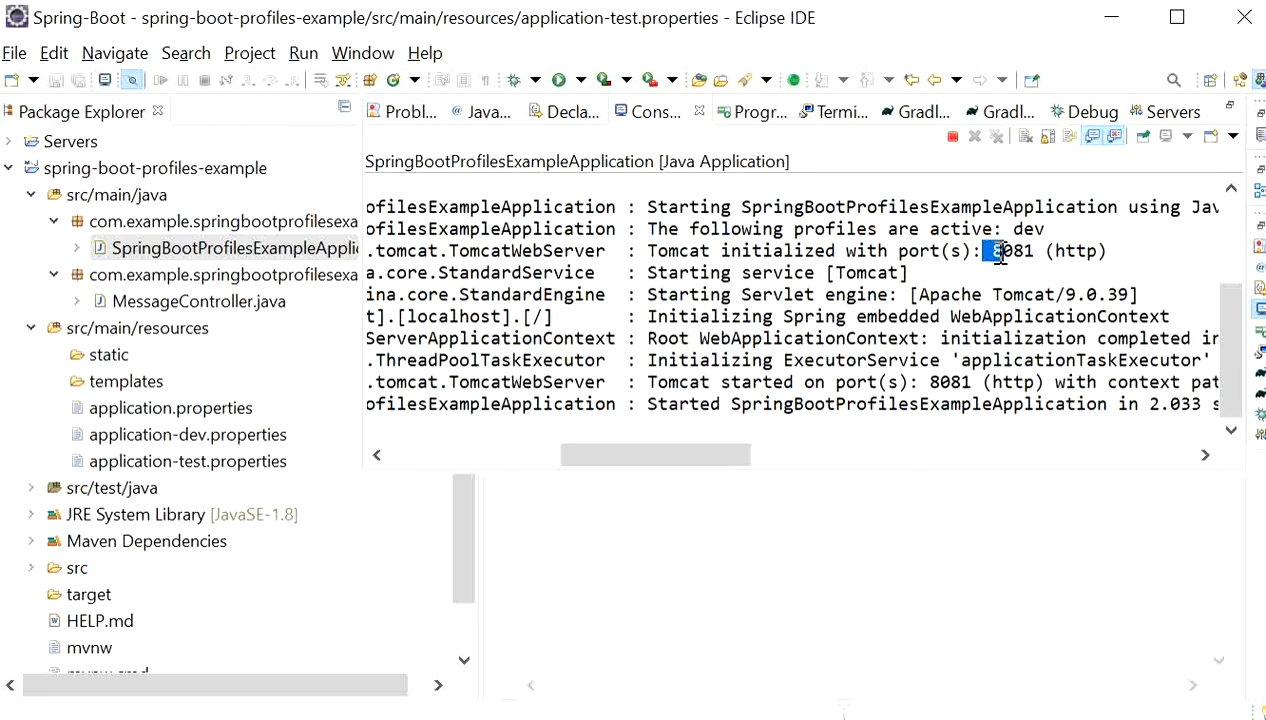 Spring-Boot - spring-boot-profiles-example/src/main/resources/application-test.properties - Eclipse IDE
File Edit Navigate Search Project Run Window Help
Package Explorer
Probl... Java... Decla... Cons... Progr... Termi... Gradl... Gradl... Debug Servers
SpringBootProfilesExampleApplication [Java Application]
Servers
spring-boot-profiles-example
src/main/java
com.example.springbootprofilesexa
SpringBootProfilesExampleAppli
com.example.springbootprofilesexa
MessageController.java
src/main/resources
static
templates
application.properties
application-dev.properties
application-test.properties
src/test/java
JRE System Library [JavaSE-1.8]
Maven Dependencies
src
target
HELP.md
mvnw
ofilesExampleApplication : Starting SpringBootProfilesExampleApplication using Jav
ofilesExampleApplication : The following profiles are active: dev
.tomcat.TomcatWebServer : Tomcat initialized with port(s): 8081 (http)
a.core.StandardService : Starting service [Tomcat]
ina.core.StandardEngine : Starting Servlet engine: [Apache Tomcat/9.0.39]
t].[localhost].[/] : Initializing Spring embedded WebApplicationContext
ServerApplicationContext : Root WebApplicationContext: initialization completed in
.ThreadPoolTaskExecutor : Initializing ExecutorService 'applicationTaskExecutor'
.tomcat.TomcatWebServer : Tomcat started on port(s): 8081 (http) with context pat
ofilesExampleApplication : Started SpringBootProfilesExampleApplication in 2.033 s